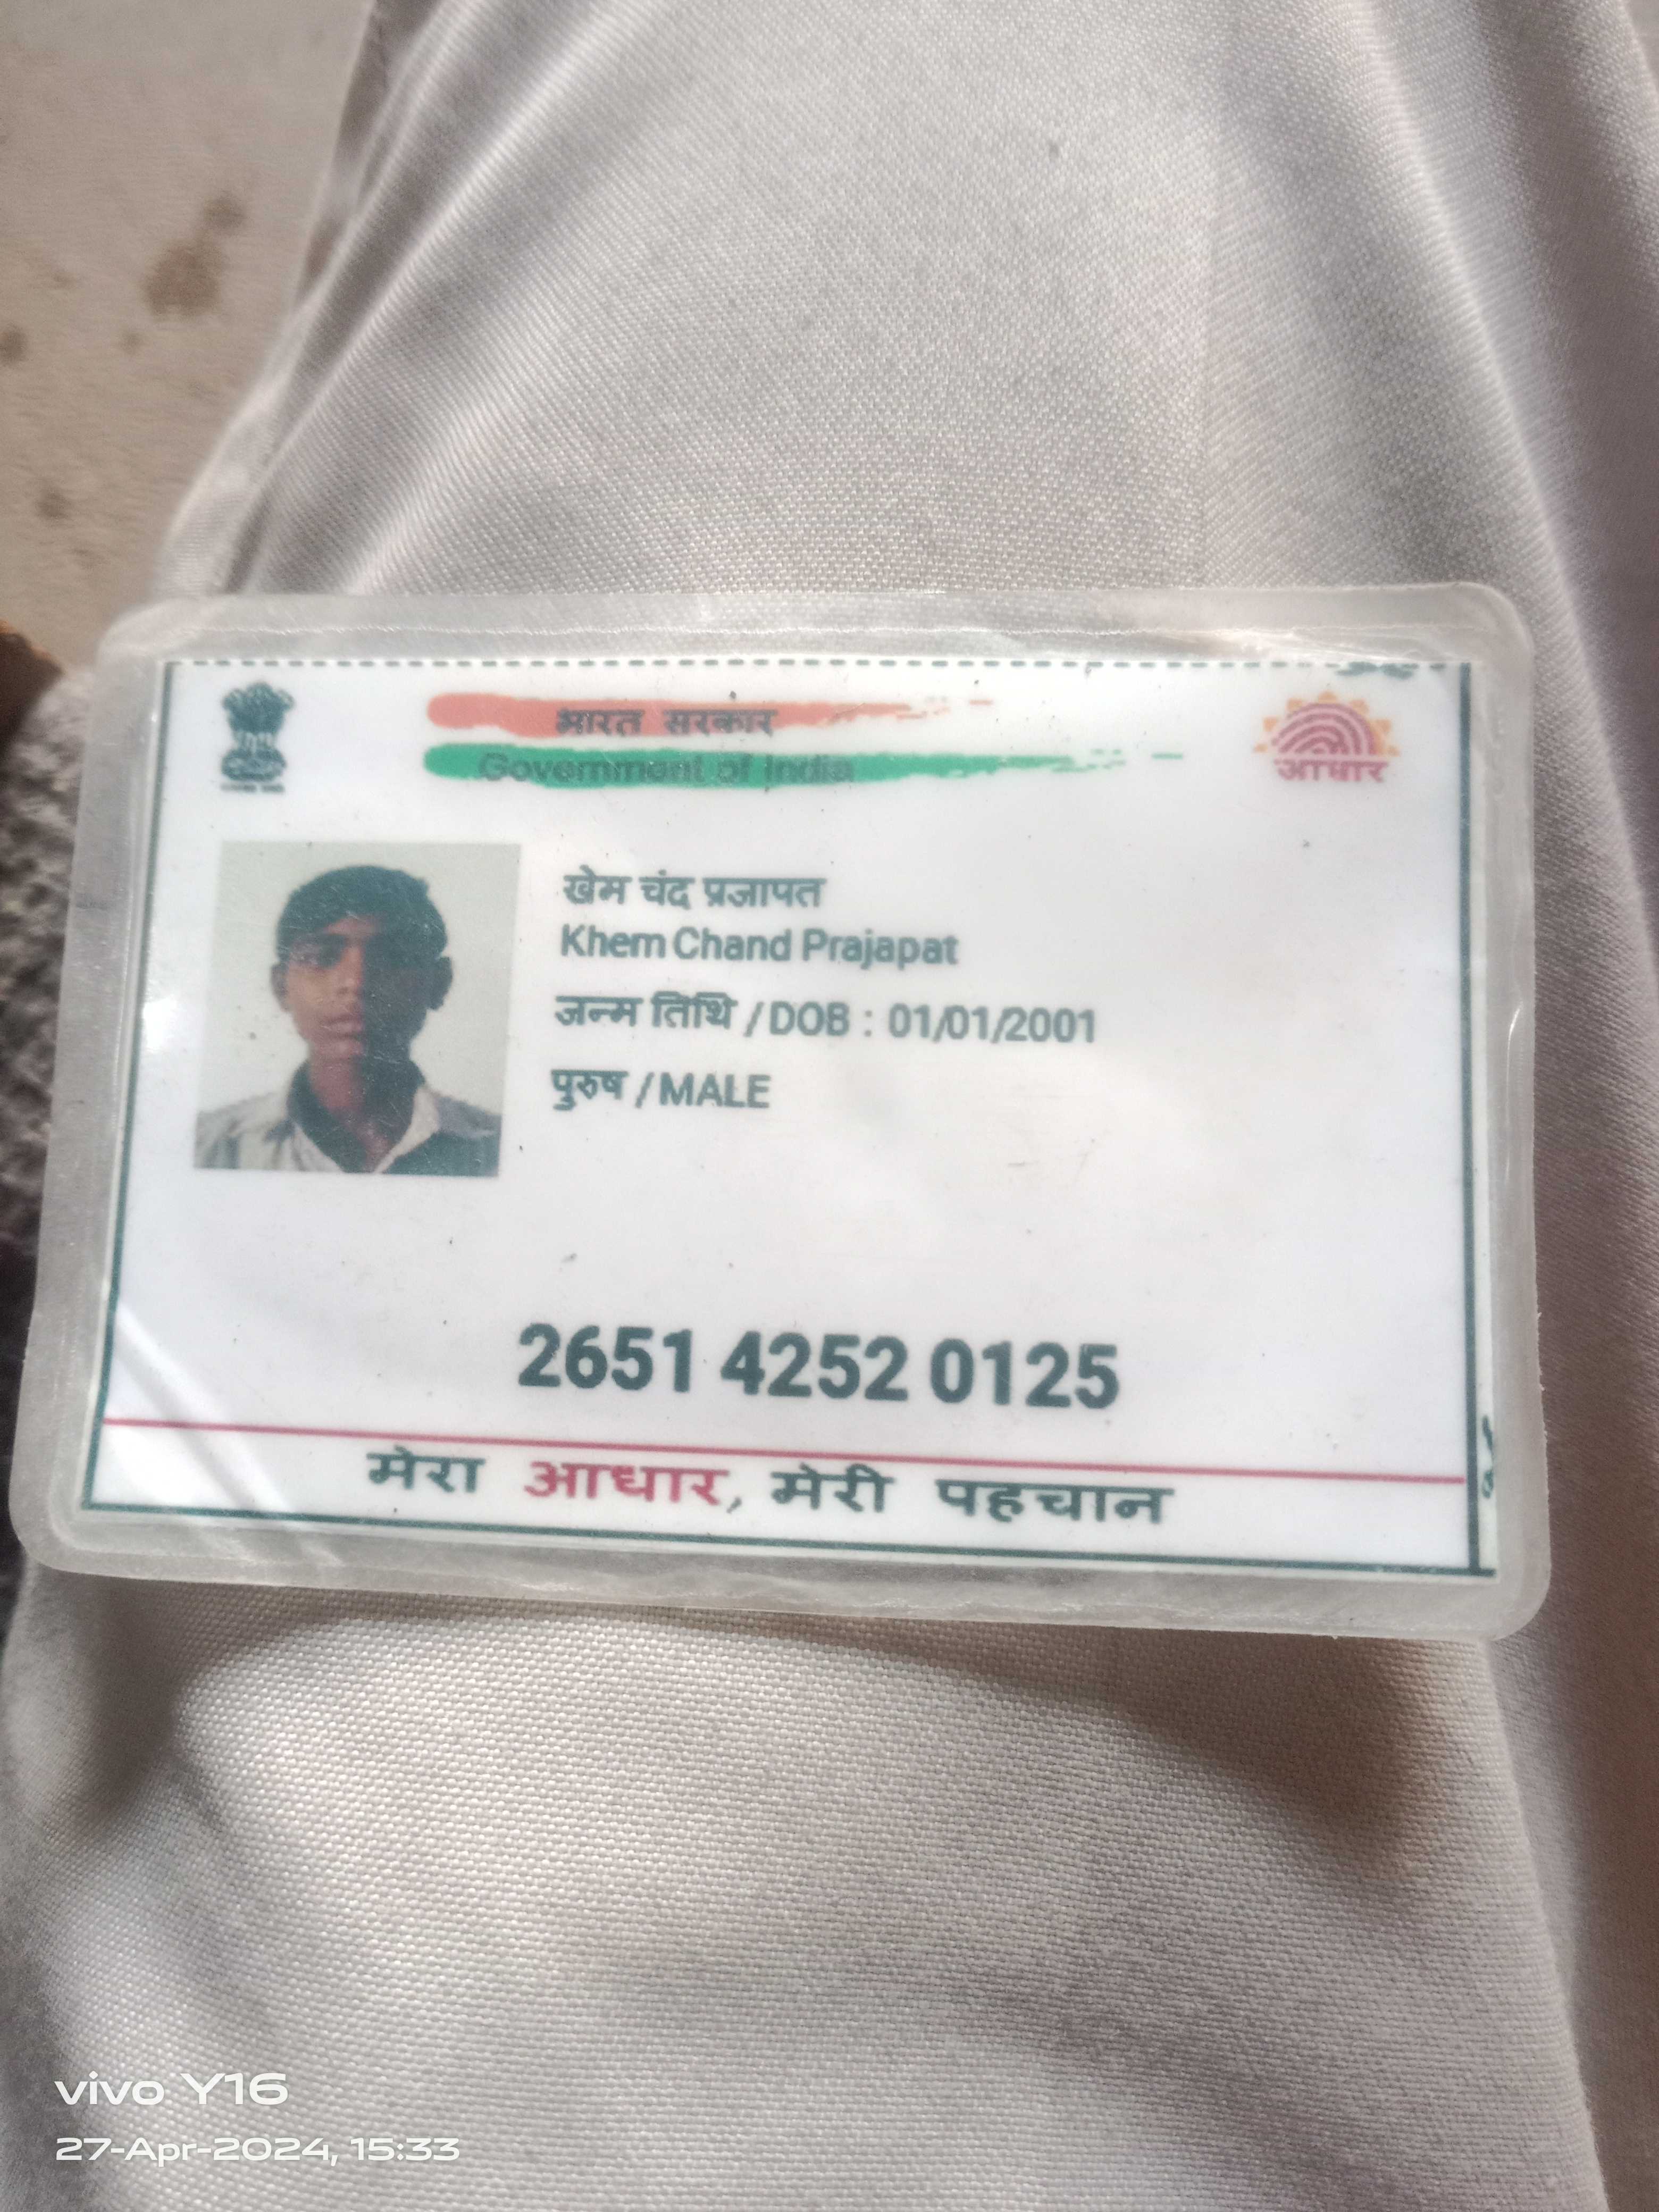 भारत सरकार
Government of India
आधार
खेम चंद प्रजापत
Khem Chand Prajapat
जन्म तिथि / DOB : 01/01/2001
पुरुष / MALE
2651 4252 0125
मेरा आधार, मेरी पहचान
vivo Y16
27-Apr-2024, 15:33